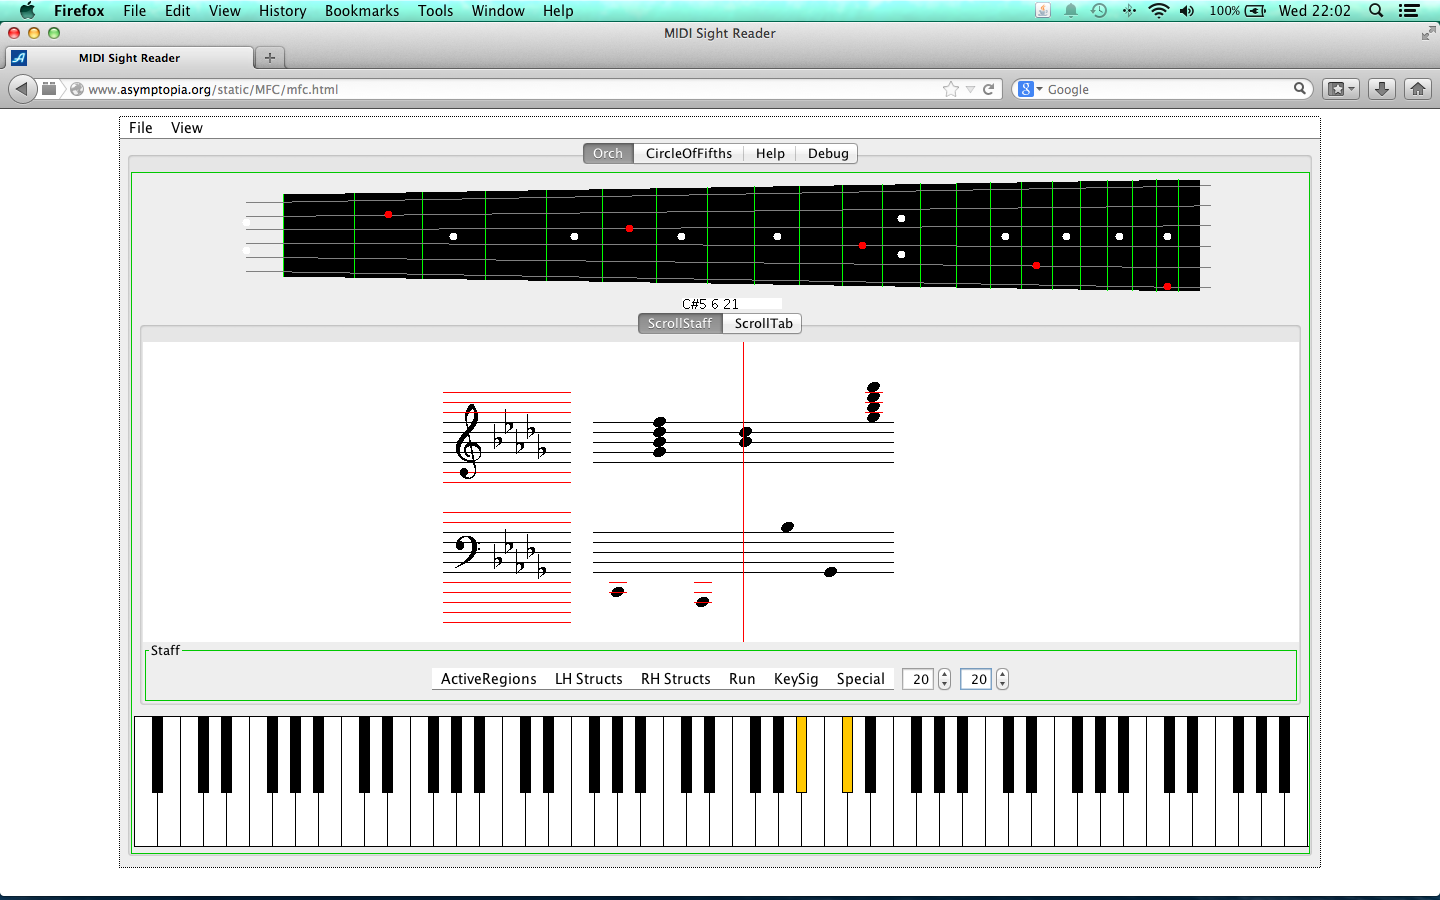 Firefox File Edit View History Bookmarks Tools Window Help 100% Wed 22:02
MIDI Sight Reader
MIDI Sight Reader
www.asymptopia.org/static/MFC/mfc.html Google
File View
Orch CircleOfFifths Help Debug
C#5 6 21
ScrollStaff ScrollTab
Staff
ActiveRegions LH Structs RH Structs Run KeySig Special 20 20